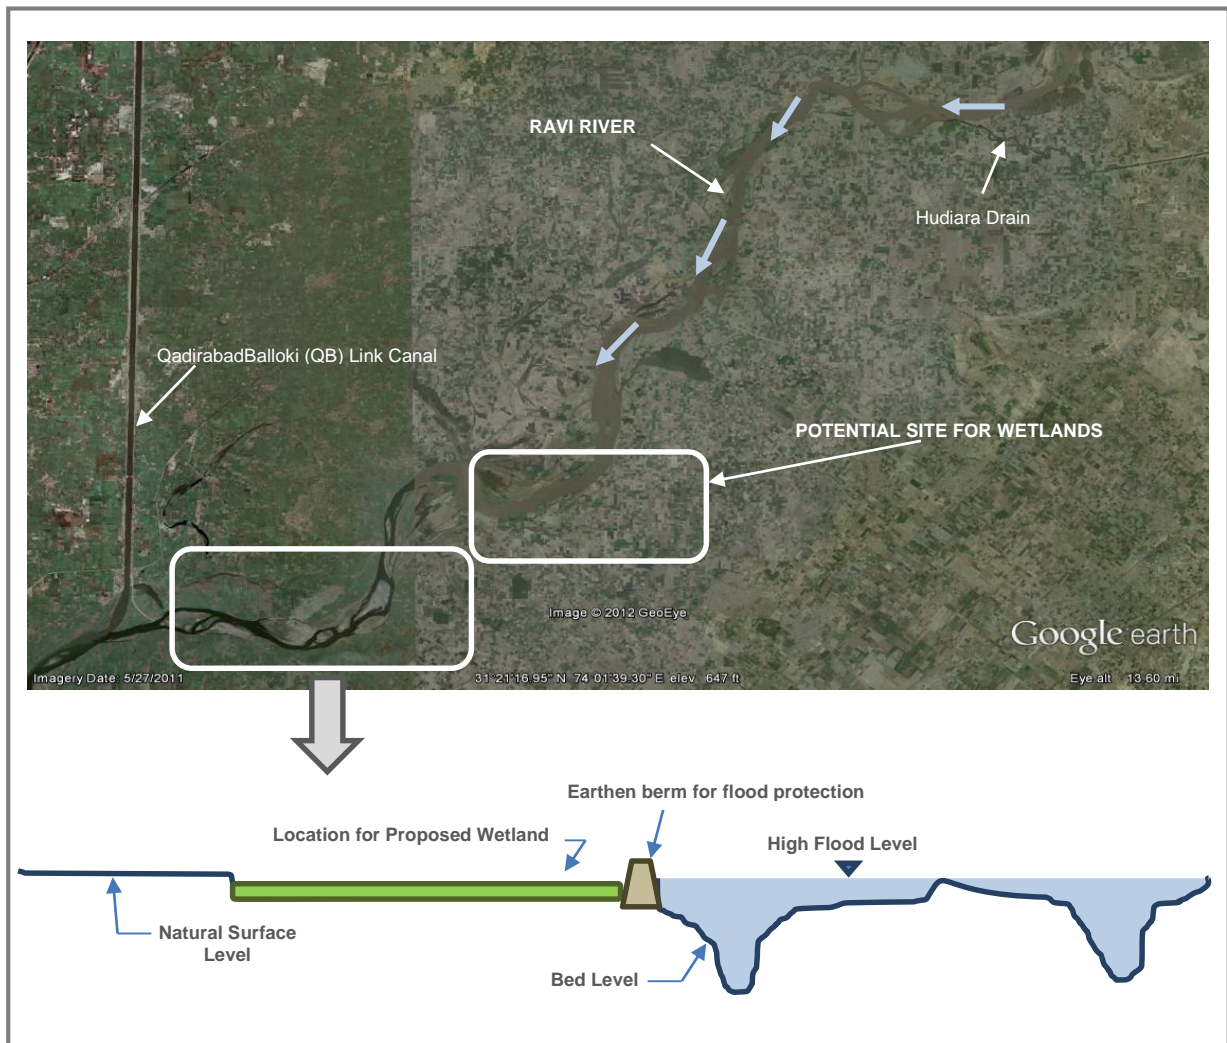 RAVI RIVER
Hudiara Drain
QadirabadBalloki (QB) Link Canal
POTENTIAL SITE FOR WETLANDS
Image © 2012 GeoEye
Google earth
Imagery Date: 5/27/2011
31°21'16.95" N 74°01'39.30" E elev 647 ft
Eye alt 13.60 mi
Earthen berm for flood protection
Location for Proposed Wetland
High Flood Level
Natural Surface
Level
Bed Level